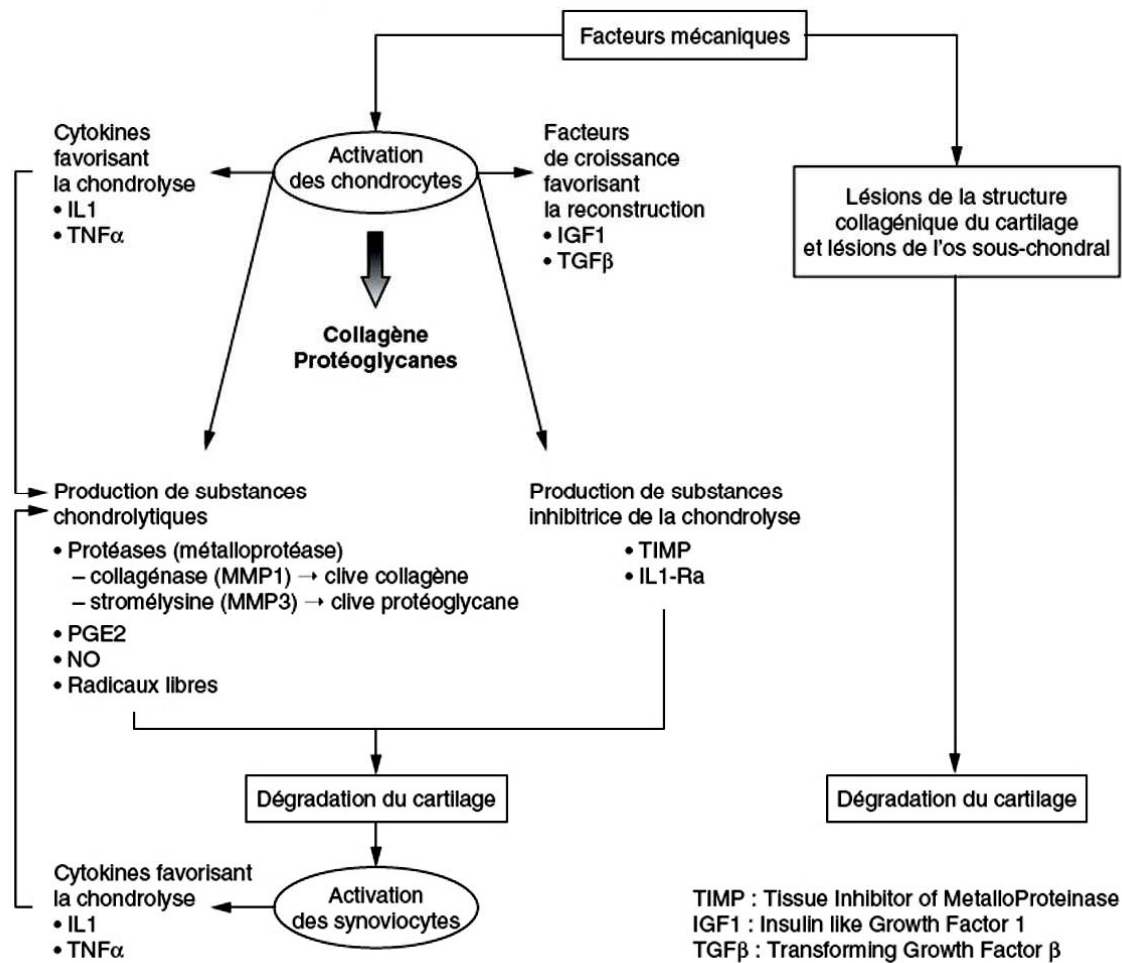 Facteurs mécaniques
Cytokines
favorisant
la chondrolyse
• IL1
• TNFα
Activation
des chondrocytes
Facteurs
de croissance
favorisant
la reconstruction
• IGF1
• TGFβ
Lésions de la structure
collagénique du cartilage
et lésions de l'os sous-chondral
Collagène
Protéoglycanes
Production de substances
chondrolytiques
• Protéases (métalloprotéase)
– collagénase (MMP1) → clive collagène
– stromélysine (MMP3) → clive protéoglycane
• PGE2
• NO
• Radicaux libres
Production de substances
inhibitrice de la chondrolyse
• TIMP
• IL1-Ra
Dégradation du cartilage
Dégradation du cartilage
Cytokines favorisant
la chondrolyse
• IL1
• TNFα
Activation
des synoviocytes
TIMP : Tissue Inhibitor of MetalloProteinase
IGF1 : Insulin like Growth Factor 1
TGFβ : Transforming Growth Factor β